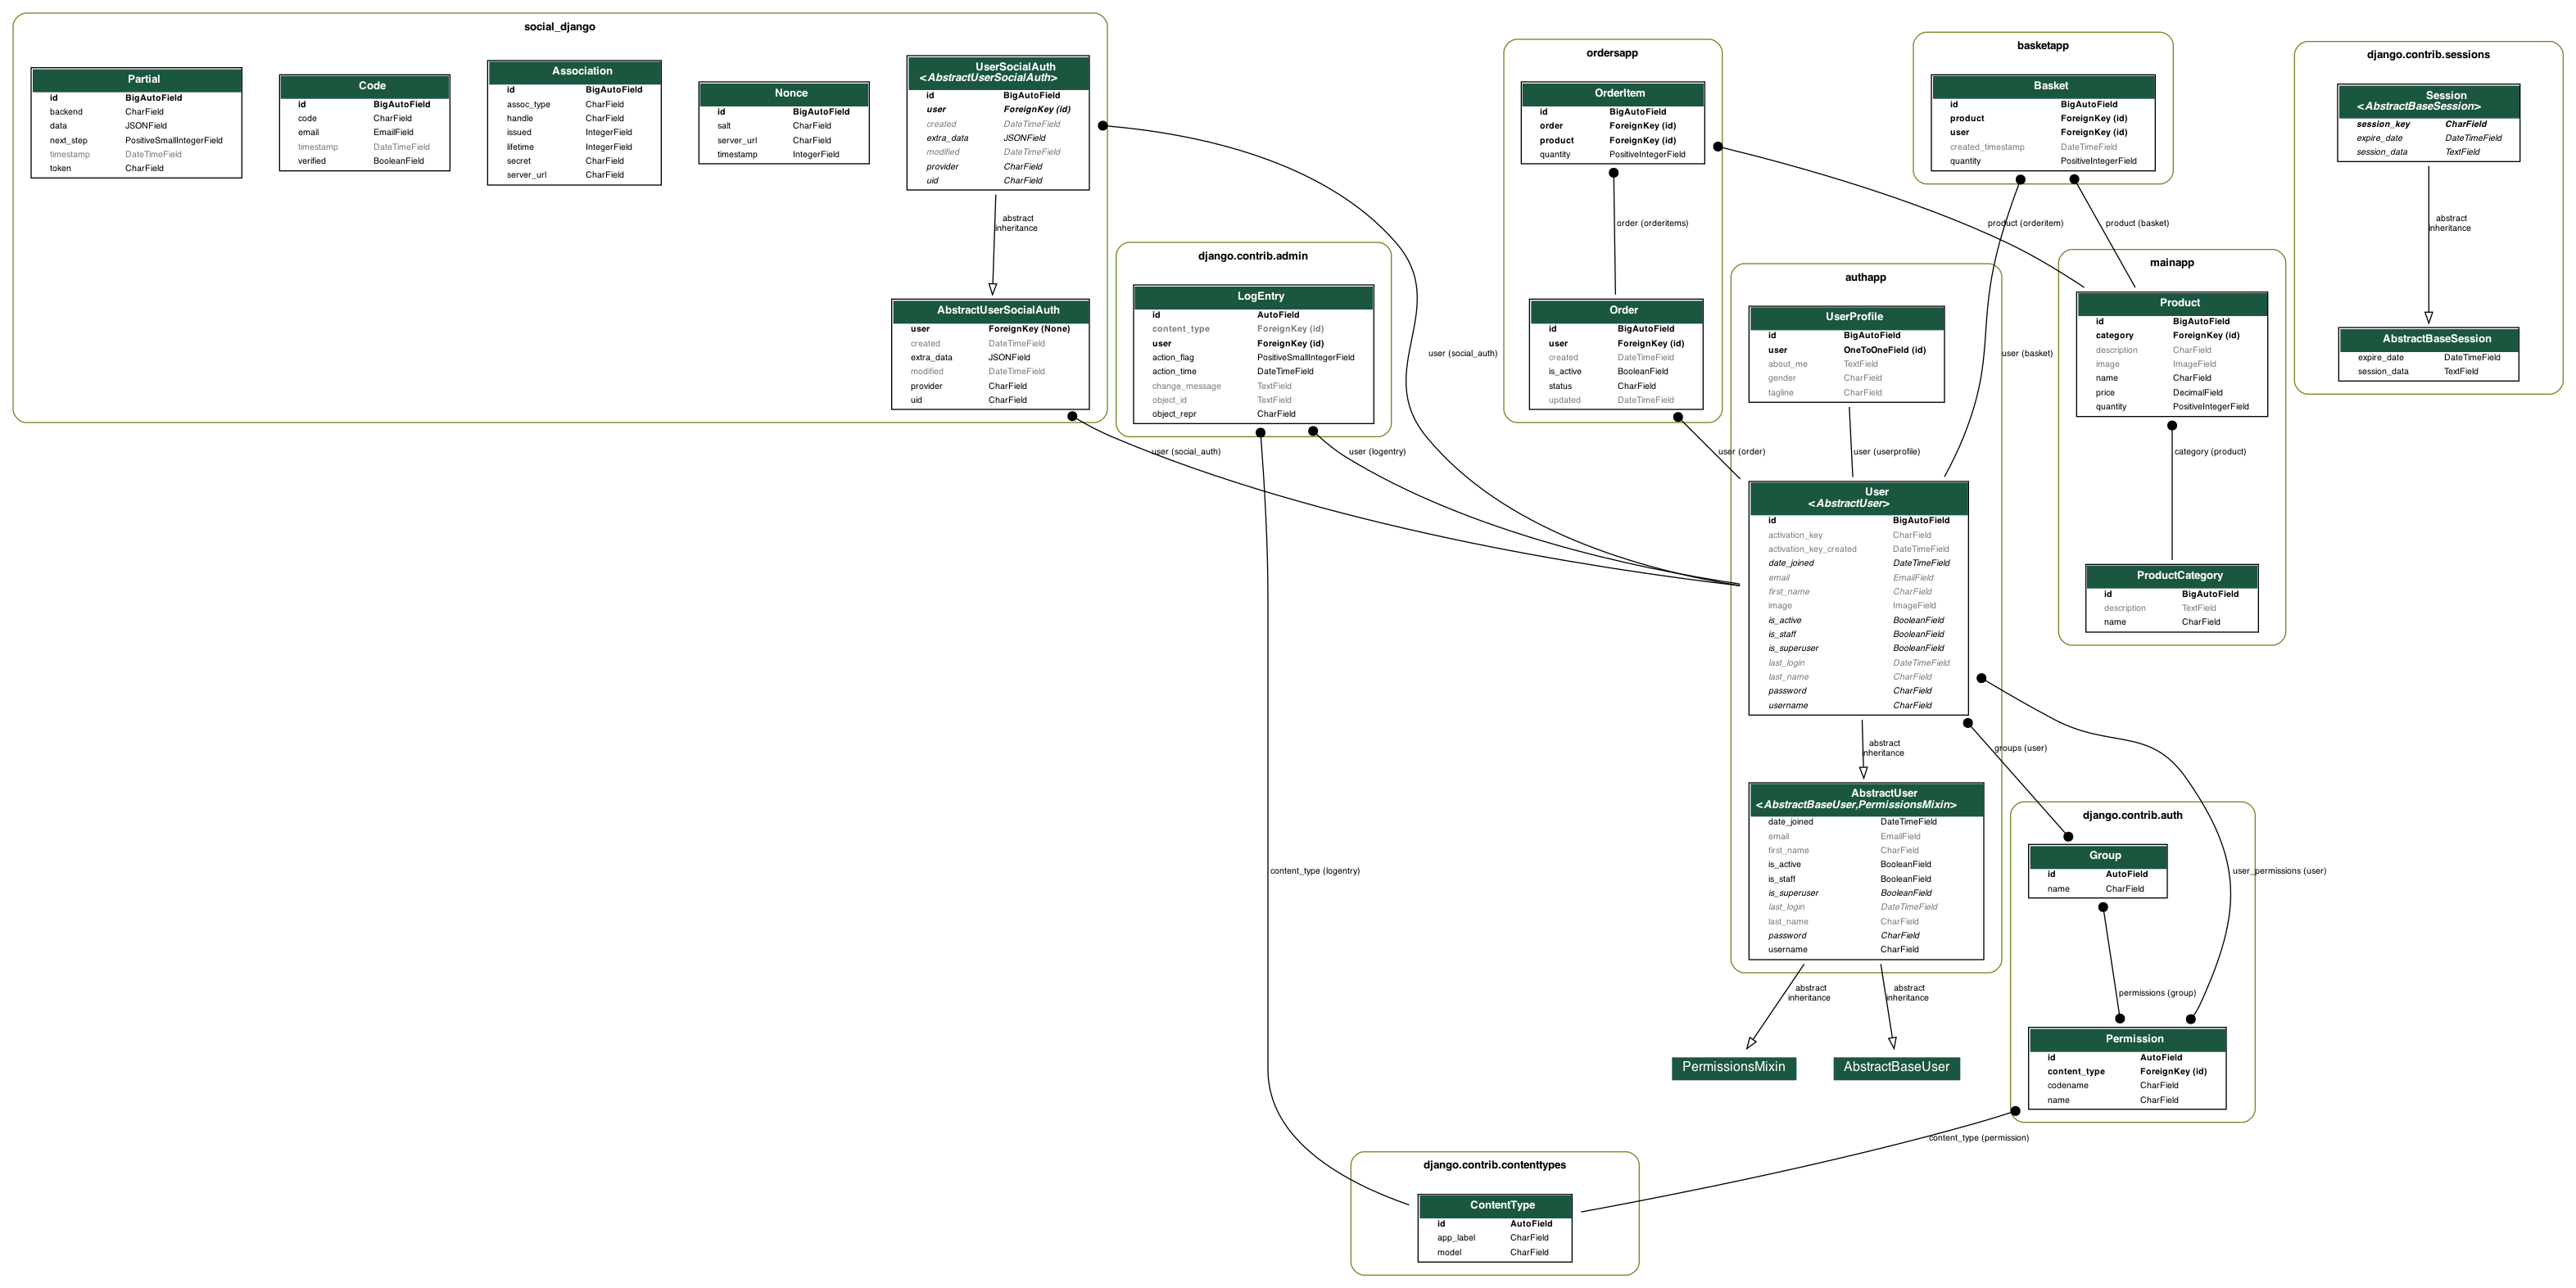 social_django
Partial
id BigAutoField
backend CharField
data JSONField
next_step PositiveSmallIntegerField
timestamp DateTimeField
token CharField
Code
id BigAutoField
code CharField
email EmailField
timestamp DateTimeField
verified BooleanField
Association
id BigAutoField
assoc_type CharField
handle CharField
issued IntegerField
lifetime IntegerField
secret CharField
server_url CharField
Nonce
id BigAutoField
salt CharField
server_url CharField
timestamp IntegerField
UserSocialAuth
<AbstractUserSocialAuth>
id BigAutoField
user ForeignKey (id)
created DateTimeField
extra_data JSONField
modified DateTimeField
provider CharField
uid CharField
abstract
inheritance
AbstractUserSocialAuth
user ForeignKey (None)
created DateTimeField
extra_data JSONField
modified DateTimeField
provider CharField
uid CharField
user (social_auth)
django.contrib.admin
LogEntry
id AutoField
content_type ForeignKey (id)
user ForeignKey (id)
action_flag PositiveSmallIntegerField
action_time DateTimeField
change_message TextField
object_id TextField
object_repr CharField
user (logentry)
user (social_auth)
content_type (logentry)
ordersapp
OrderItem
id BigAutoField
order ForeignKey (id)
product ForeignKey (id)
quantity PositiveIntegerField
order (orderitems)
Order
id BigAutoField
user ForeignKey (id)
created DateTimeField
is_active BooleanField
status CharField
updated DateTimeField
user (order)
basketapp
Basket
id BigAutoField
product ForeignKey (id)
user ForeignKey (id)
created_timestamp DateTimeField
quantity PositiveIntegerField
product (orderitem)
product (basket)
user (basket)
django.contrib.sessions
Session
<AbstractBaseSession>
session_key CharField
expire_date DateTimeField
session_data TextField
abstract
inheritance
AbstractBaseSession
expire_date DateTimeField
session_data TextField
mainapp
Product
id BigAutoField
category ForeignKey (id)
description CharField
image ImageField
name CharField
price DecimalField
quantity PositiveIntegerField
category (product)
ProductCategory
id BigAutoField
description TextField
name CharField
authapp
UserProfile
id BigAutoField
user OneToOneField (id)
about_me TextField
gender CharField
tagline CharField
user (userprofile)
User
<AbstractUser>
id BigAutoField
activation_key CharField
activation_key_created DateTimeField
date_joined DateTimeField
email EmailField
first_name CharField
image ImageField
is_active BooleanField
is_staff BooleanField
is_superuser BooleanField
last_login DateTimeField
last_name CharField
password CharField
username CharField
abstract
inheritance
AbstractUser
<AbstractBaseUser,PermissionsMixin>
date_joined DateTimeField
email EmailField
first_name CharField
is_active BooleanField
is_staff BooleanField
is_superuser BooleanField
last_login DateTimeField
last_name CharField
password CharField
username CharField
abstract
inheritance
abstract
inheritance
PermissionsMixin
AbstractBaseUser
groups (user)
user_permissions (user)
django.contrib.auth
Group
id AutoField
name CharField
permissions (group)
Permission
id AutoField
content_type ForeignKey (id)
codename CharField
name CharField
content_type (permission)
django.contrib.contenttypes
ContentType
id AutoField
app_label CharField
model CharField